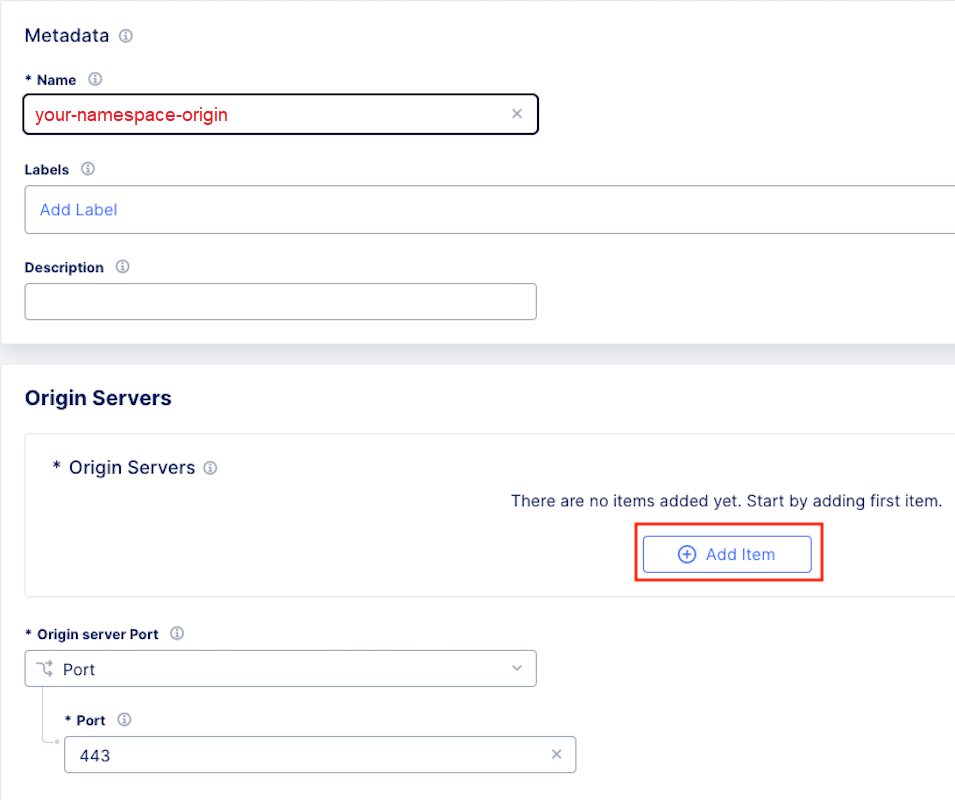 Metadata
* Name
your-namespace-origin
Labels
Add Label
Description
Origin Servers
* Origin Servers
There are no items added yet. Start by adding first item.
Add Item
* Origin server Port
Port
* Port
443